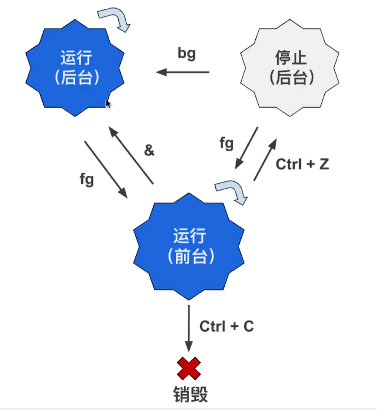 运行
（后台）
bg
停止
（后台）
fg
&
fg
Ctrl + Z
运行
（前台）
Ctrl + C
销毁